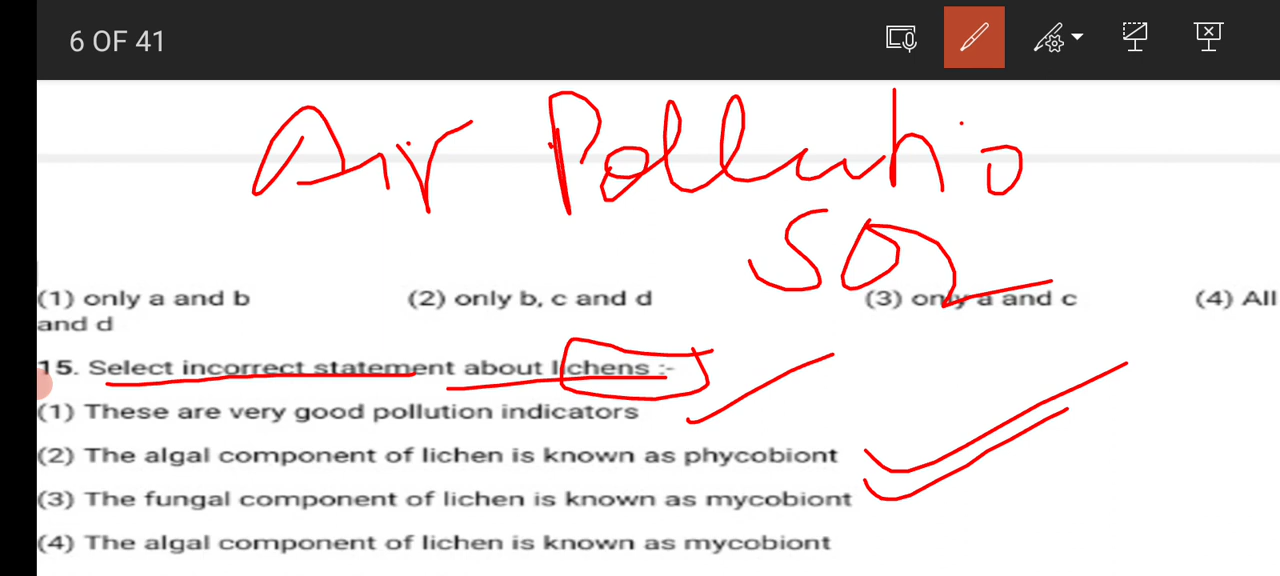 6 OF 41
Air Pollutio
SO2
(1) only a and b (2) only b, c and d (3) only a and c (4) All
and d
15. Select incorrect statement about lichens :-
(1) These are very good pollution indicators
(2) The algal component of lichen is known as phycobiont
(3) The fungal component of lichen is known as mycobiont
(4) The algal component of lichen is known as mycobiont